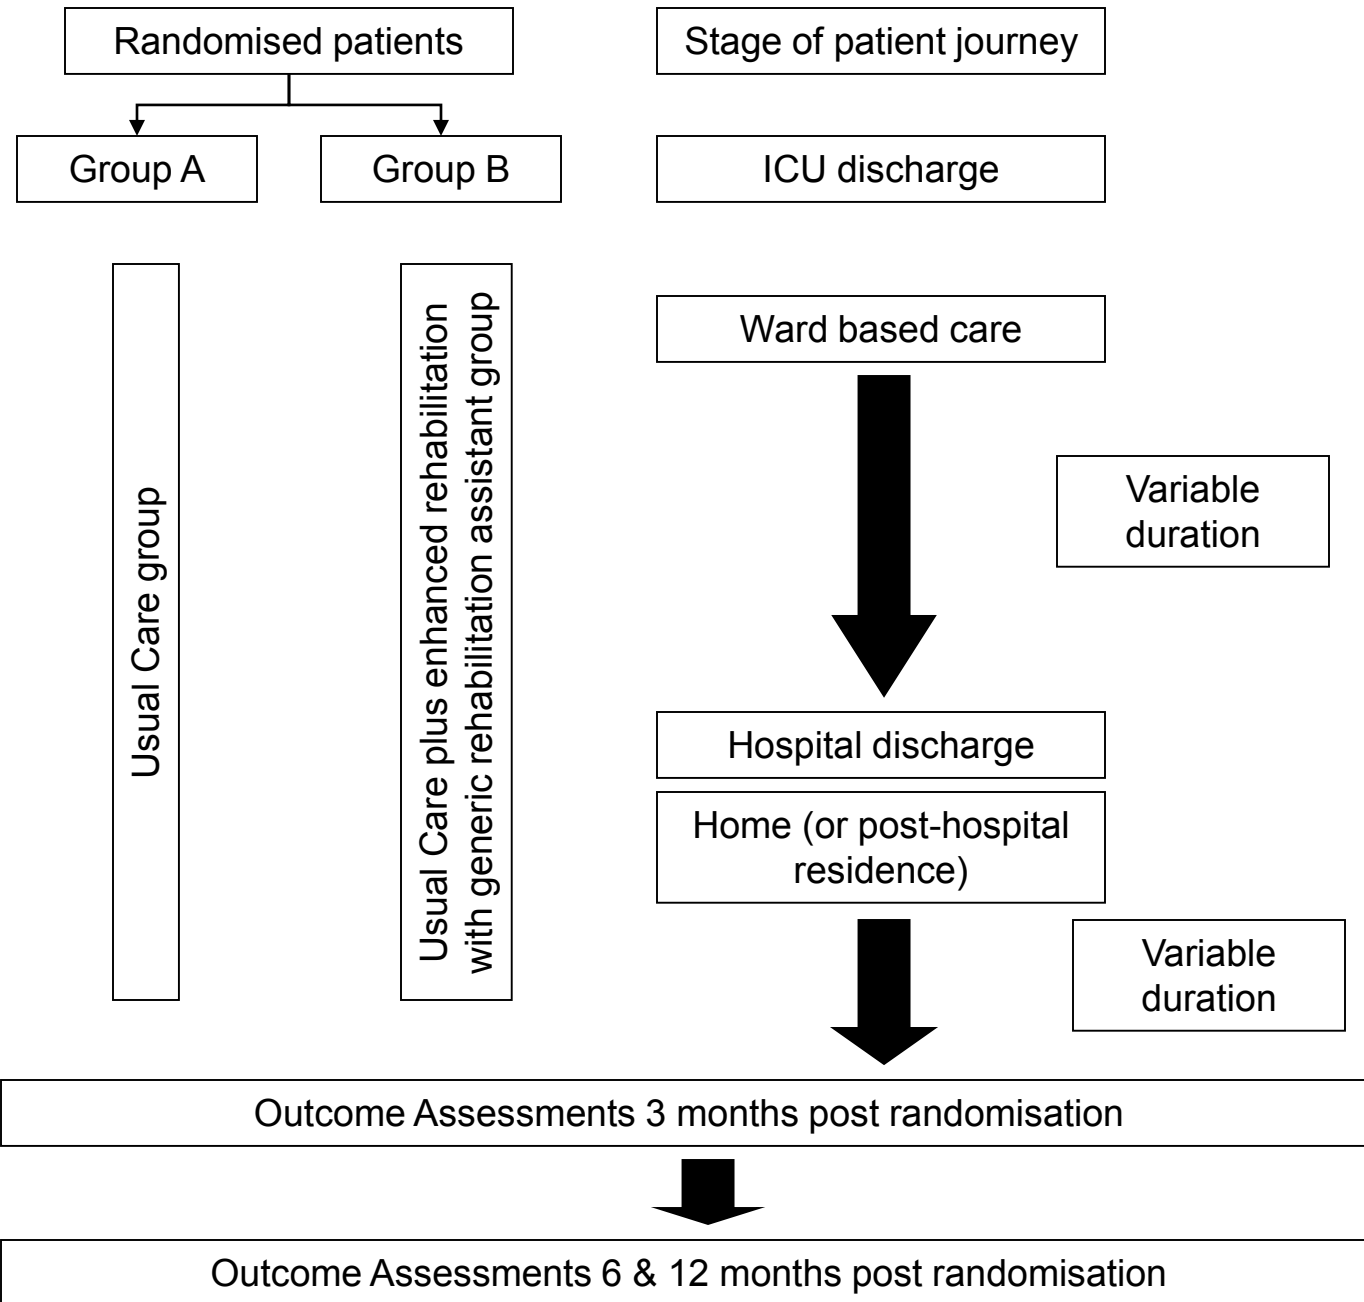 Randomised patients
Stage of patient journey
Group A
Group B
ICU discharge
Usual Care group
Usual Care plus enhanced rehabilitation
with generic rehabilitation assistant group
Ward based care
Variable
duration
Hospital discharge
Home (or post-hospital
residence)
Variable
duration
Outcome Assessments 3 months post randomisation
Outcome Assessments 6 & 12 months post randomisation